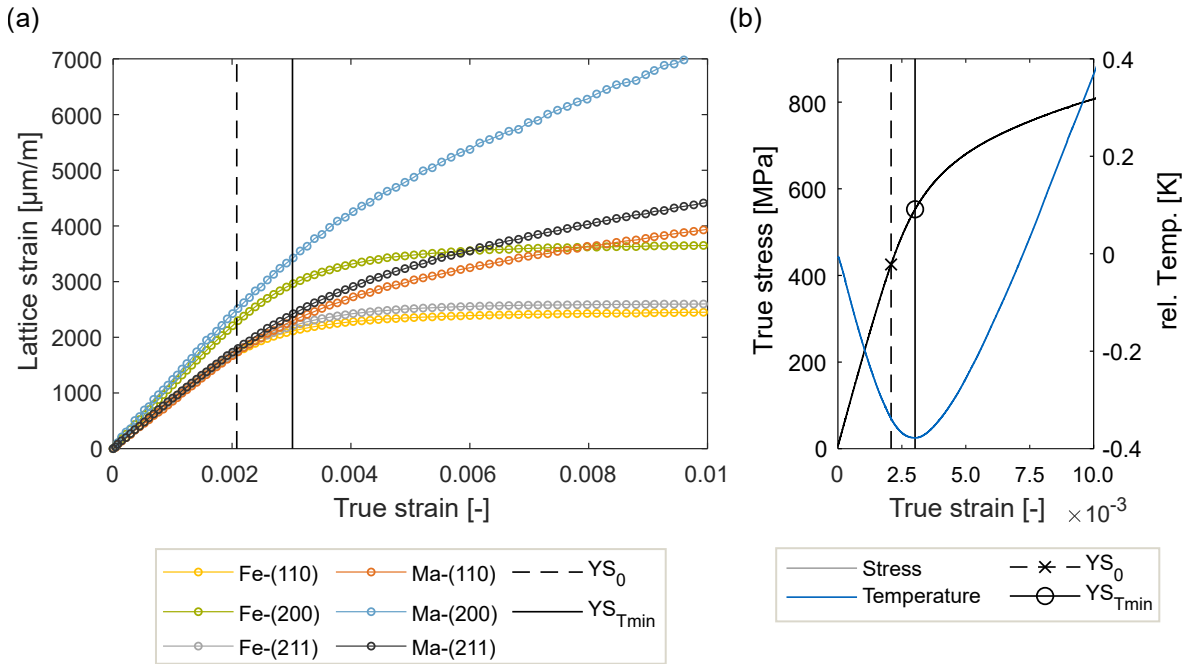 (a)
7000
6000
5000
4000
3000
2000
1000
0
Lattice strain [µm/m]
0
0.002
0.004
0.006
0.008
0.01
True strain [-]
Fe-(110)
Ma-(110)
YS0
Fe-(200)
Ma-(200)
YSTmin
Fe-(211)
Ma-(211)
(b)
800
600
400
200
0
True stress [MPa]
0.4
0.2
0
-0.2
-0.4
rel. Temp. [K]
0
2.5
5.0
7.5
10.0
True strain [-]
× 10-3
Stress
YS0
Temperature
YSTmin